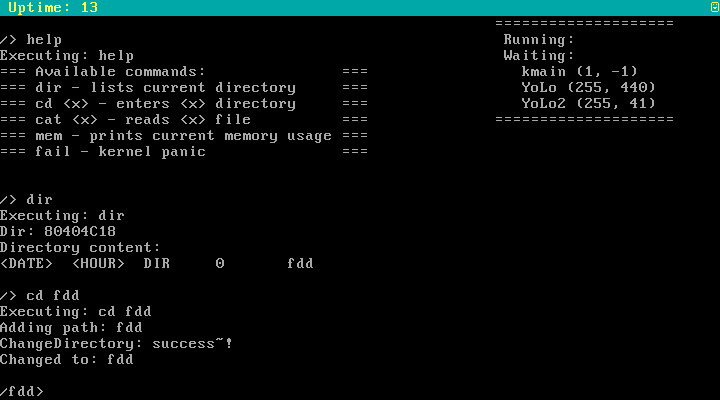 Uptime: 13
/> help
Executing: help
=== Available commands:               ===
=== dir - lists current directory     ===
=== cd <x> - enters <x> directory     ===
=== cat <x> - reads <x> file          ===
=== mem - prints current memory usage ===
=== fail - kernel panic               ===
/> dir
Executing: dir
Dir: 80404C18
Directory content:
<DATE>  <HOUR>  DIR     0       fdd
/> cd fdd
Executing: cd fdd
Adding path: fdd
ChangeDirectory: success~!
Changed to: fdd
/fdd>
====================
Running:
Waiting:
kmain (1, -1)
YoLo (255, 440)
YoLo2 (255, 41)
====================